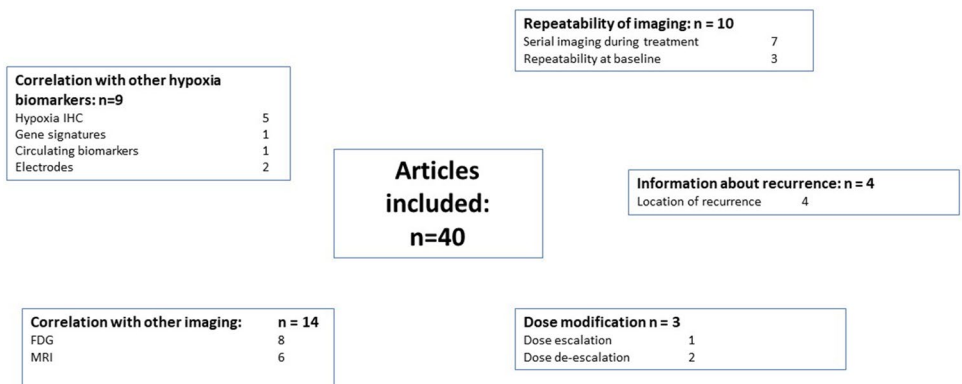 Repeatability of imaging: n = 10
Serial imaging during treatment 7
Repeatability at baseline 3
Correlation with other hypoxia
biomarkers: n=9
Hypoxia IHC 5
Gene signatures 1
Circulating biomarkers 1
Electrodes 2
Articles
included:
n=40
Information about recurrence: n = 4
Location of recurrence 4
Correlation with other imaging: n = 14
FDG 8
MRI 6
Dose modification n = 3
Dose escalation 1
Dose de-escalation 2